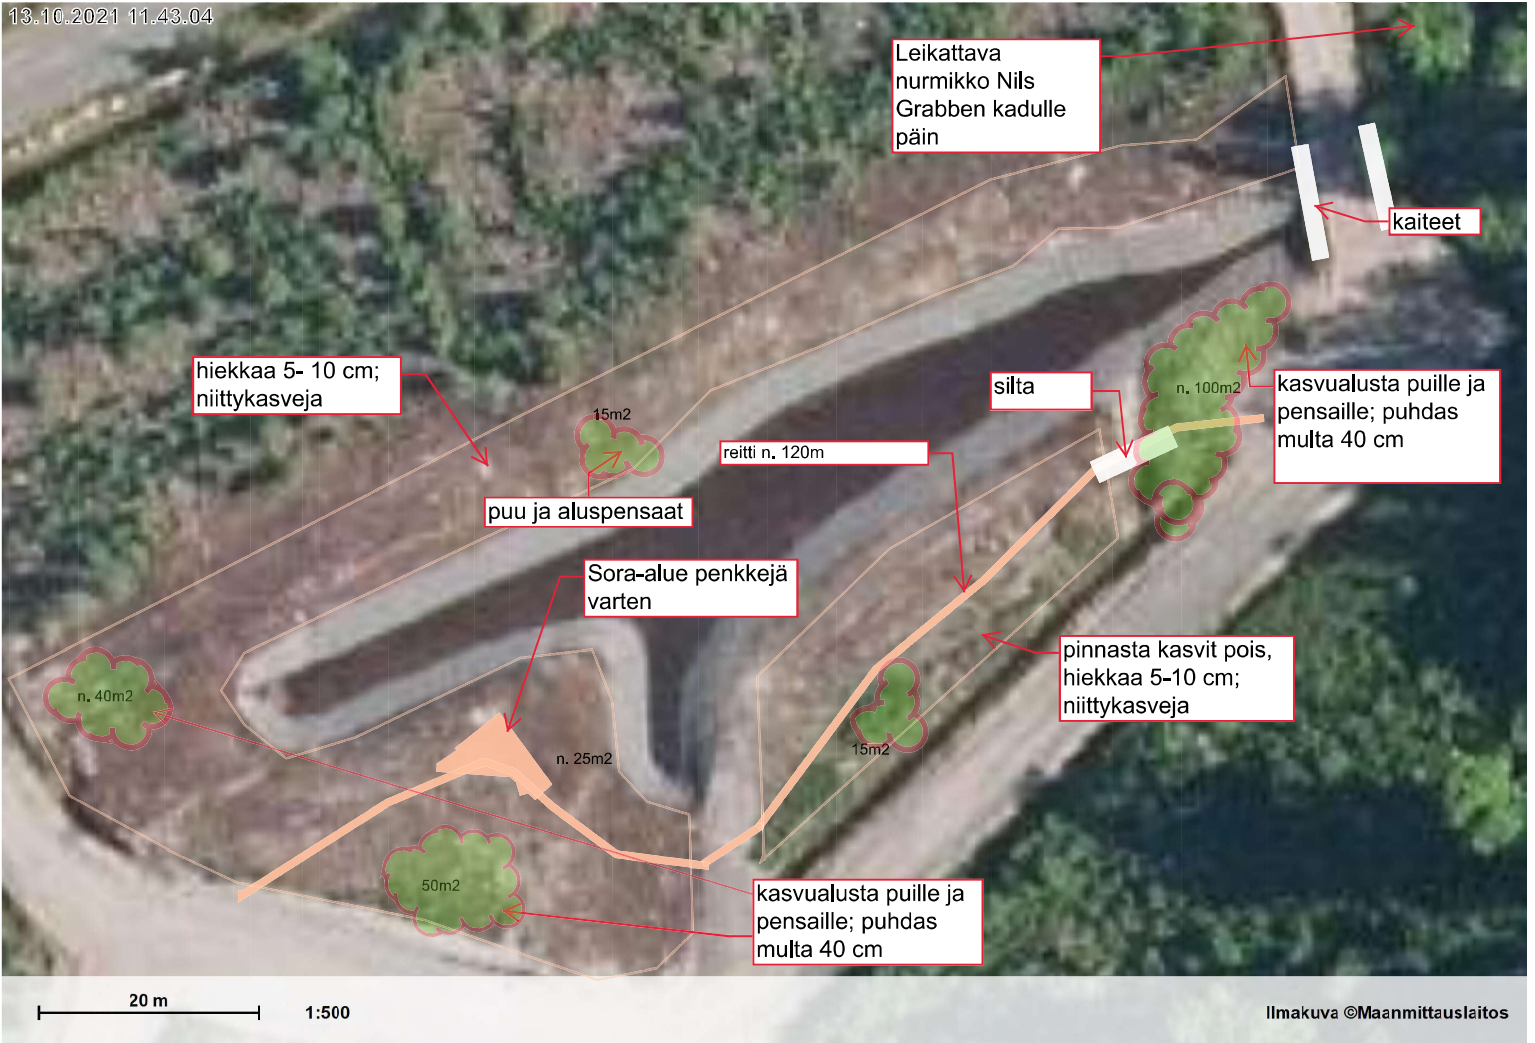 13.10.2021 11.43.04
Leikattava
nurmikko Nils
Grabben kadulle
päin
kaiteet
hiekkaa 5- 10 cm;
niittykasveja
15m2
puu ja aluspensaat
silta
n. 100m2
kasvualusta puille ja
pensaille; puhdas
multa 40 cm
reitti n. 120m
Sora-alue penkkejä
varten
pinnasta kasvit pois,
hiekkaa 5-10 cm;
niittykasveja
n. 40m2
n. 25m2
15m2
50m2
kasvualusta puille ja
pensaille; puhdas
multa 40 cm
20 m
1:500
Ilmakuva ©Maanmittauslaitos